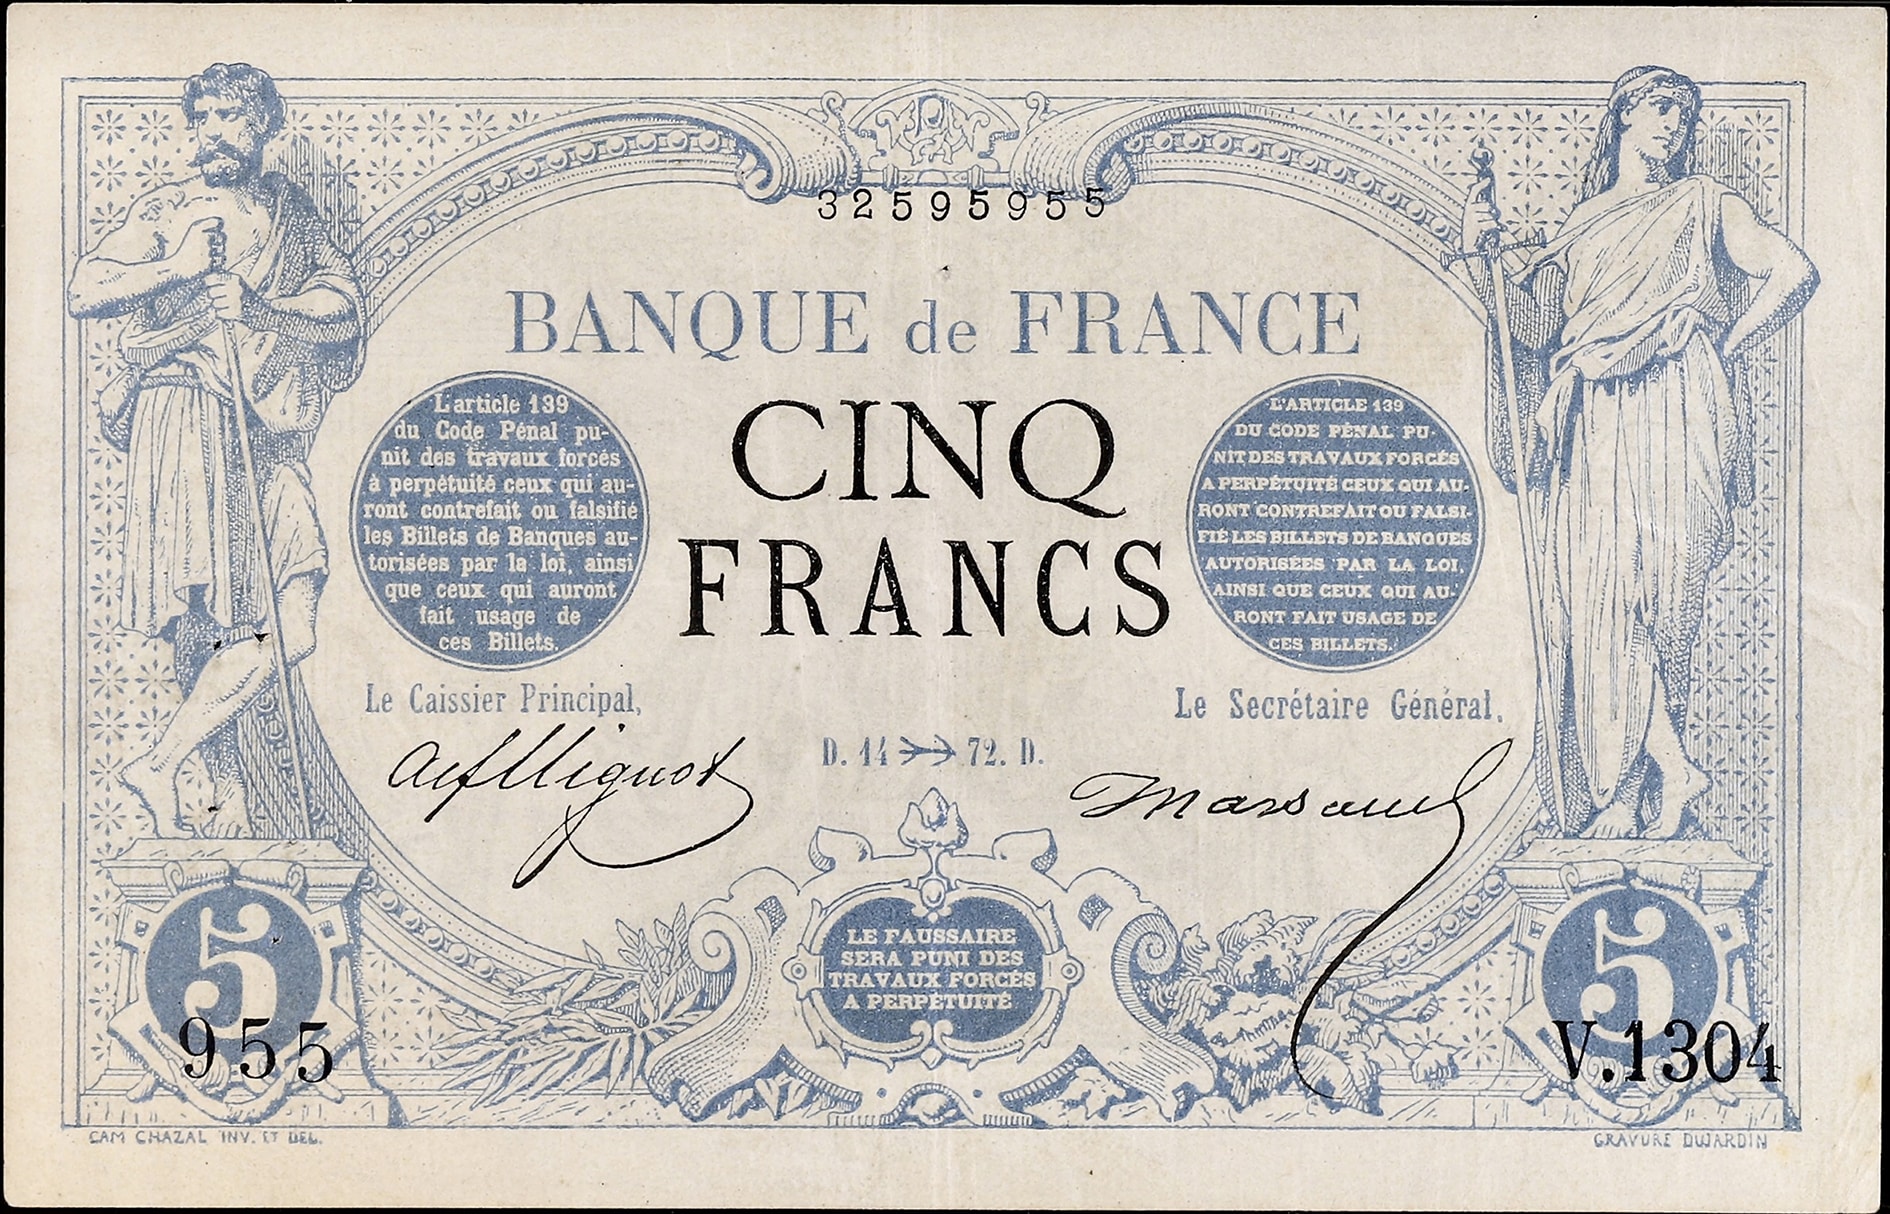 32595955
BANQUE de FRANCE
CINQ
FRANCS
L'article 139
du Code Pénal pu-
nit des travaux forcés
à perpétuité ceux qui au-
ront contrefait ou falsifié
les Billets de Banques au-
torisées par la loi, ainsi
que ceux qui auront
fait usage de
ces Billets.
L'ARTICLE 139
DU CODE PÉNAL PU-
NIT DES TRAVAUX FORCÉS
A PERPÉTUITÉ CEUX QUI AU-
RONT CONTREFAIT OU FALSI-
FIÉ LES BILLETS DE BANQUES
AUTORISÉES PAR LA LOI,
AINSI QUE CEUX QUI AU-
RONT FAIT USAGE DE
CES BILLETS.
Le Caissier Principal,
Le Secrétaire Général.
D. 14 72. D.
Mignot
LE FAUSSAIRE
SERA PUNI DES
TRAVAUX FORCÉS
A PERPÉTUITÉ
5
5
955
V.1304
CAM CHAZAL INV. ET DEL.
GRAVURE DUJARDIN